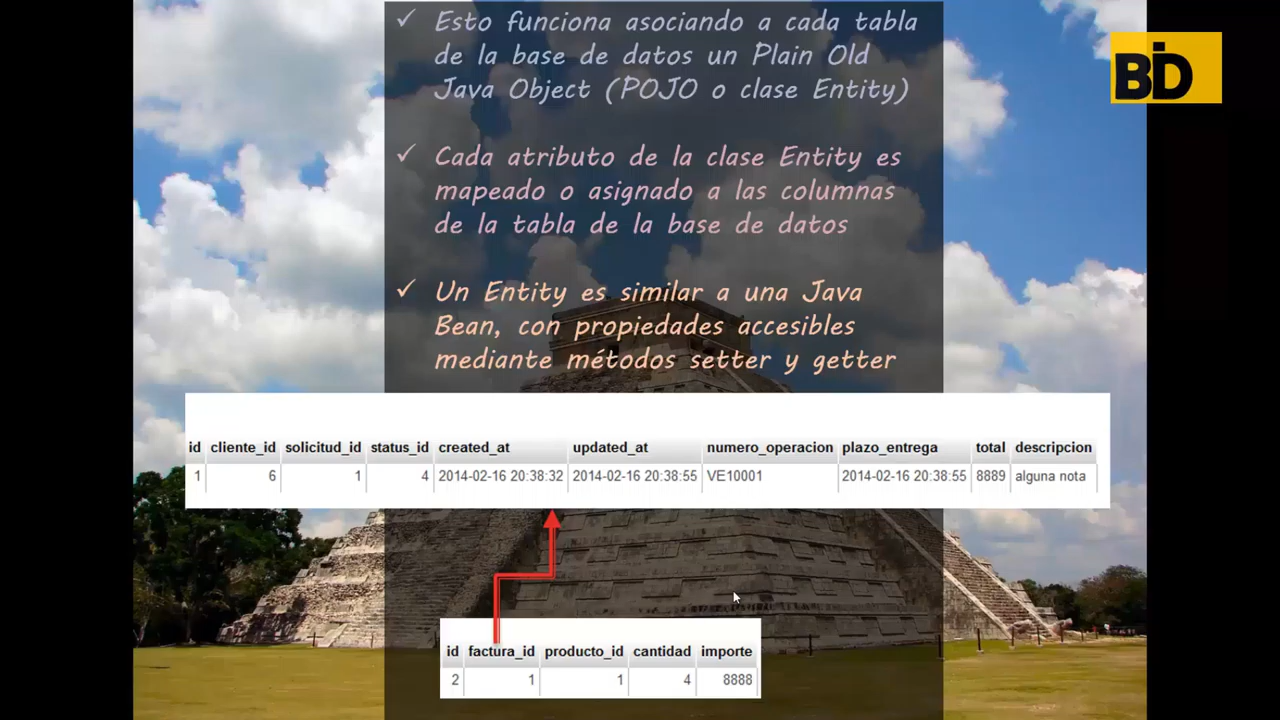 ✓ Esto funciona asociando a cada tabla
de la base de datos un Plain Old
Java Object (POJO o clase Entity)
BID
✓ Cada atributo de la clase Entity es
mapeado o asignado a las columnas
de la tabla de la base de datos
✓ Un Entity es similar a una Java
Bean, con propiedades accesibles
mediante métodos setter y getter
id cliente_id solicitud_id status_id created_at updated_at numero_operacion plazo_entrega total descripcion
1 6 1 4 2014-02-16 20:38:32 2014-02-16 20:38:55 VE10001 2014-02-16 20:38:55 8889 alguna nota
id factura_id producto_id cantidad importe
2 1 1 4 8888